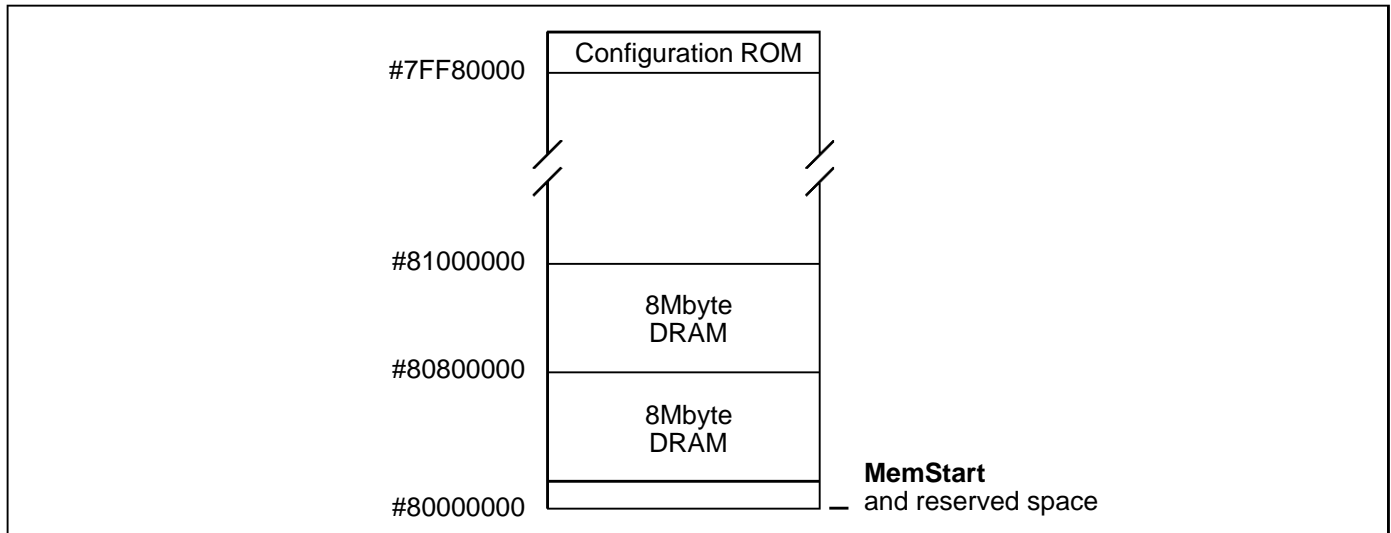 Configuration ROM
#7FF80000
#81000000
8Mbyte
DRAM
#80800000
8Mbyte
DRAM
MemStart
and reserved space
#80000000